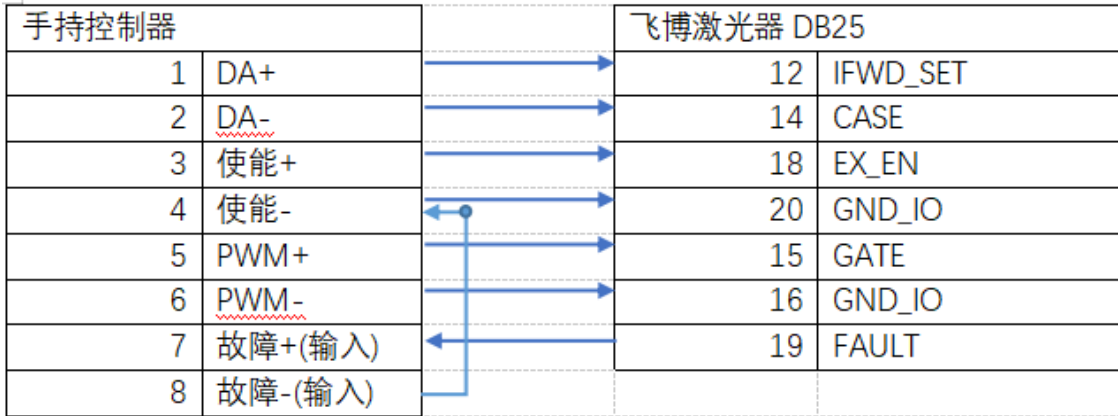 手持控制器 飞博激光器 DB25
1 DA+ 12 IFWD_SET
2 DA- 14 CASE
3 使能+ 18 EX_EN
4 使能- 20 GND_IO
5 PWM+ 15 GATE
6 PWM- 16 GND_IO
7 故障+(输入) 19 FAULT
8 故障-(输入)